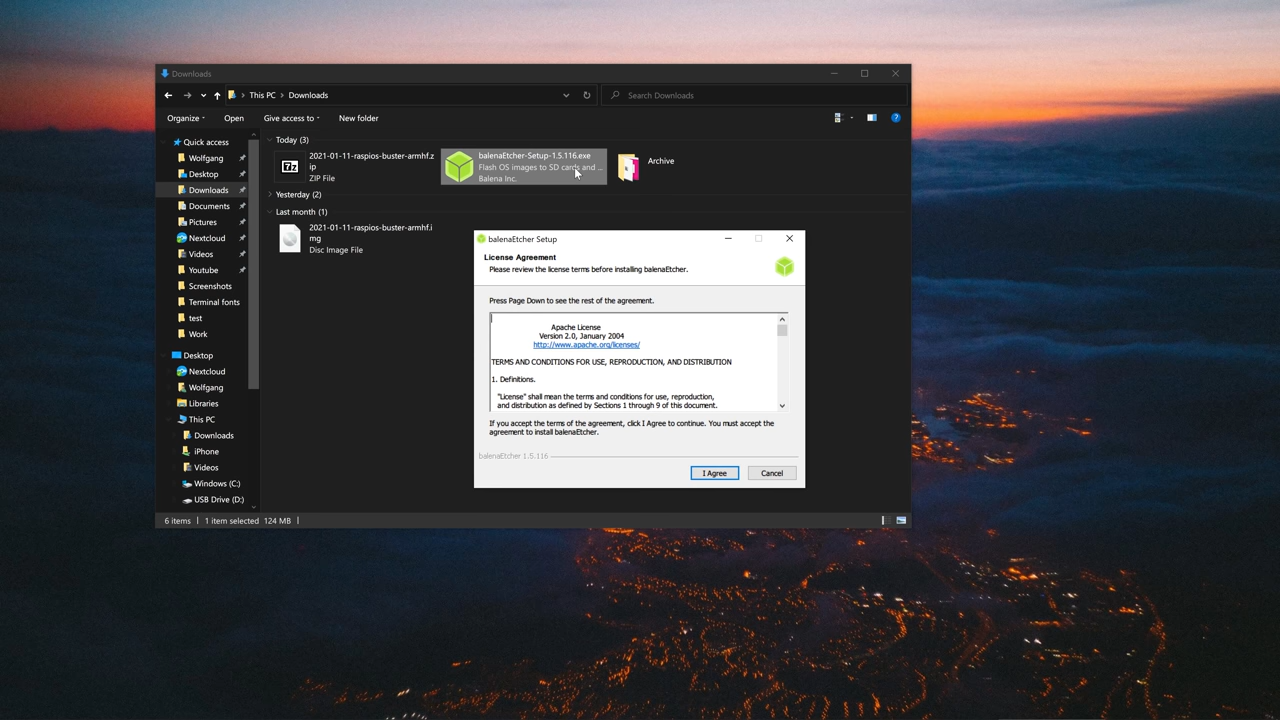 Downloads
This PC > Downloads
Search Downloads
Organize
Open
Give access to
New folder
Quick access
Wolfgang
Desktop
Downloads
Documents
Pictures
Nextcloud
Videos
Youtube
Screenshots
Terminal fonts
test
Work
Desktop
Nextcloud
Wolfgang
Libraries
This PC
Downloads
iPhone
Videos
Windows (C:)
USB Drive (D:)
Today (3)
2021-01-11-raspios-buster-armhf.z
ip
ZIP File
balenaEtcher-Setup-1.5.116.exe
Flash OS images to SD cards and ...
Balena Inc.
Archive
Yesterday (2)
Last month (1)
2021-01-11-raspios-buster-armhf.i
mg
Disc Image File
balenaEtcher Setup
License Agreement
Please review the license terms before installing balenaEtcher.
Press Page Down to see the rest of the agreement.
Apache License
Version 2.0, January 2004
http://www.apache.org/licenses/
TERMS AND CONDITIONS FOR USE, REPRODUCTION, AND DISTRIBUTION
1. Definitions.
"License" shall mean the terms and conditions for use, reproduction,
and distribution as defined by Sections 1 through 9 of this document.
If you accept the terms of the agreement, click I Agree to continue. You must accept the
agreement to install balenaEtcher.
balenaEtcher 1.5.116
I Agree
Cancel
6 items
1 item selected 124 MB